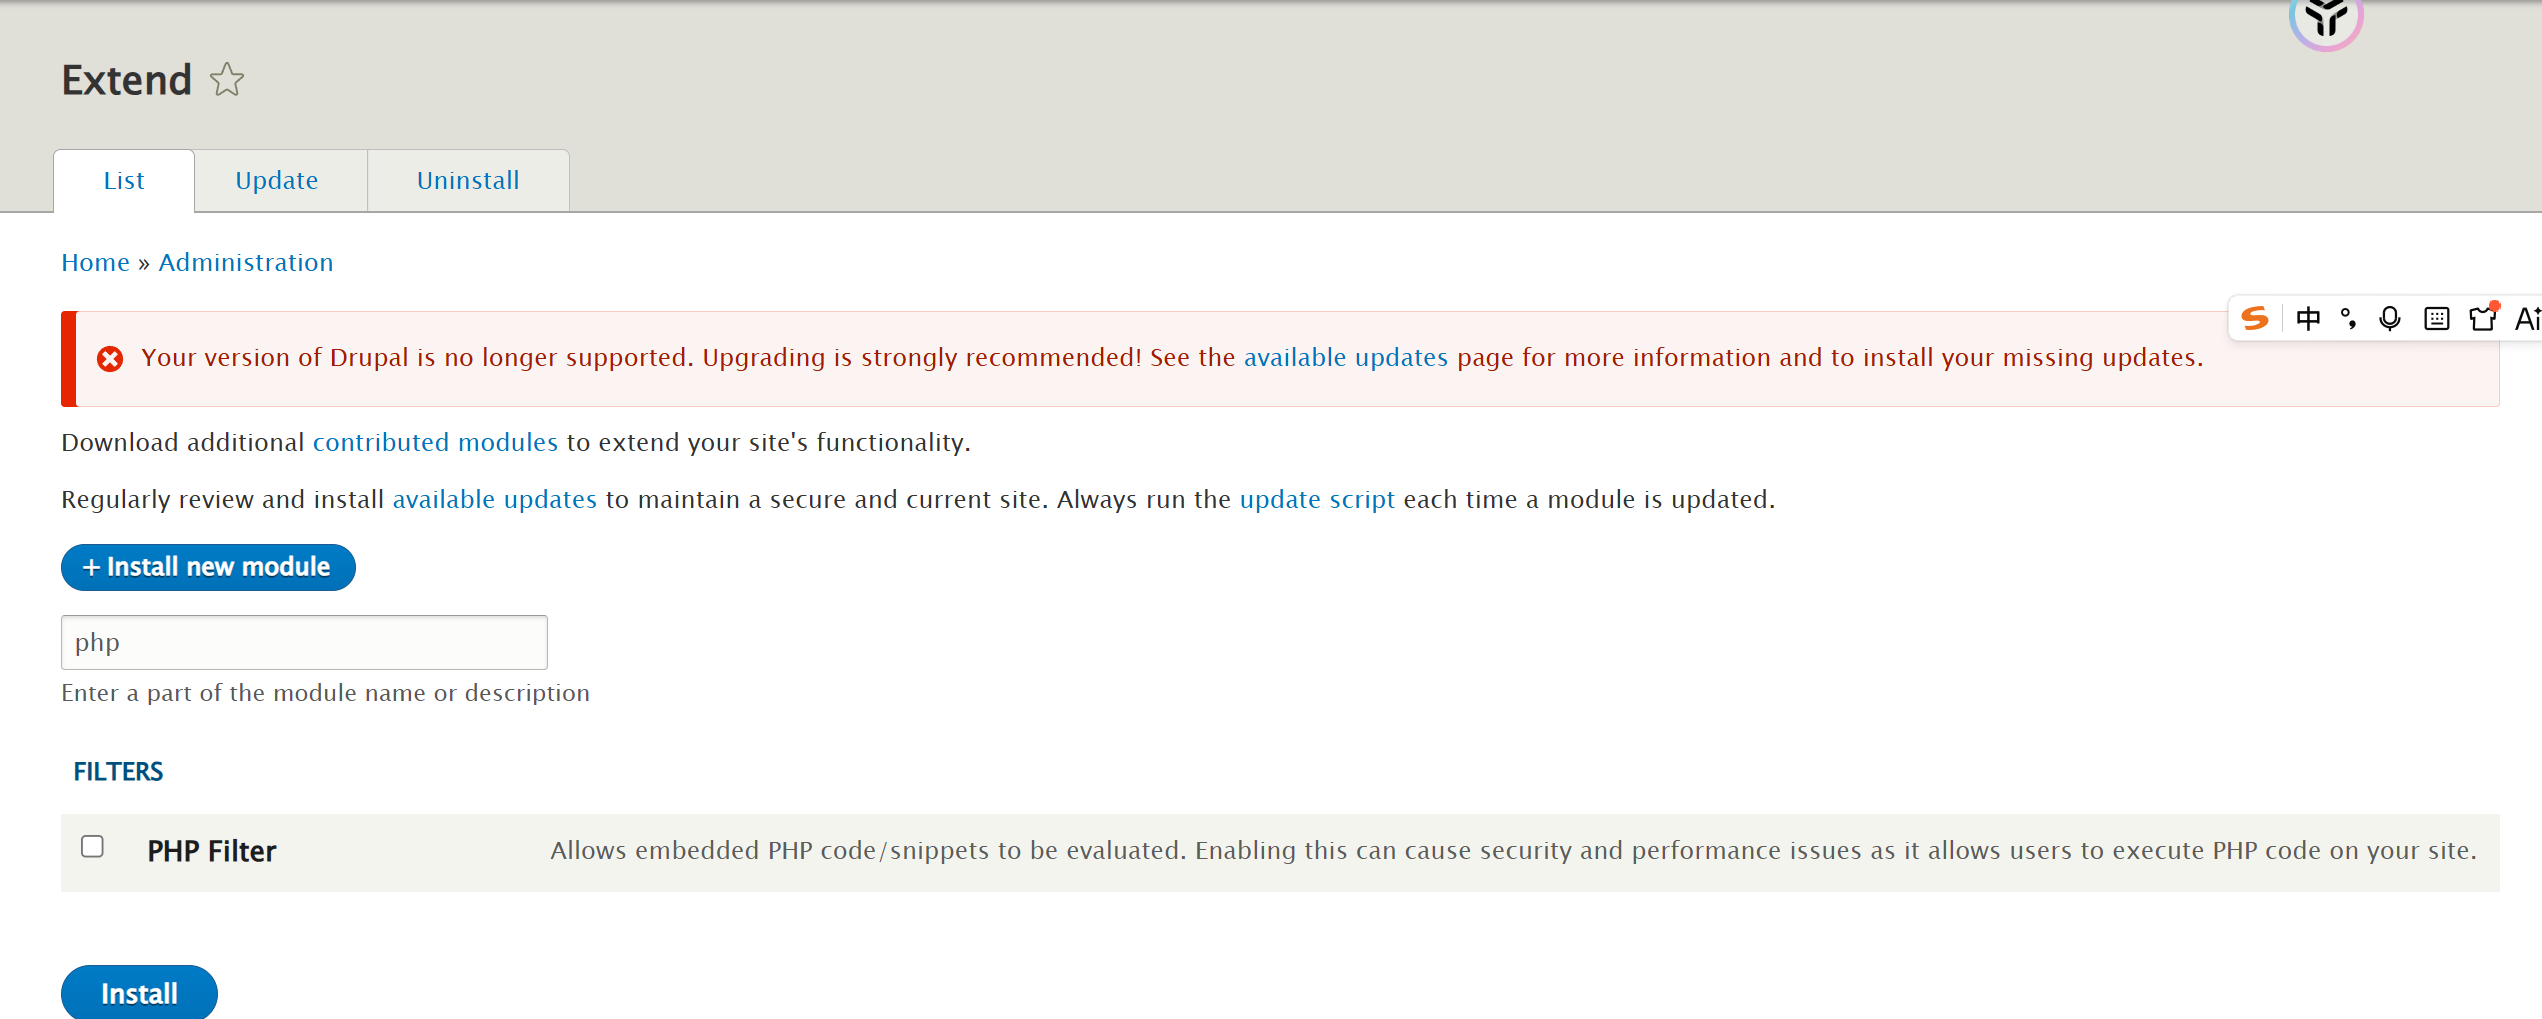 Extend
List
Update
Uninstall
Home » Administration
中
Ai
Your version of Drupal is no longer supported. Upgrading is strongly recommended! See the available updates page for more information and to install your missing updates.
Download additional contributed modules to extend your site's functionality.
Regularly review and install available updates to maintain a secure and current site. Always run the update script each time a module is updated.
+ Install new module
php
Enter a part of the module name or description
FILTERS
PHP Filter
Allows embedded PHP code/snippets to be evaluated. Enabling this can cause security and performance issues as it allows users to execute PHP code on your site.
Install